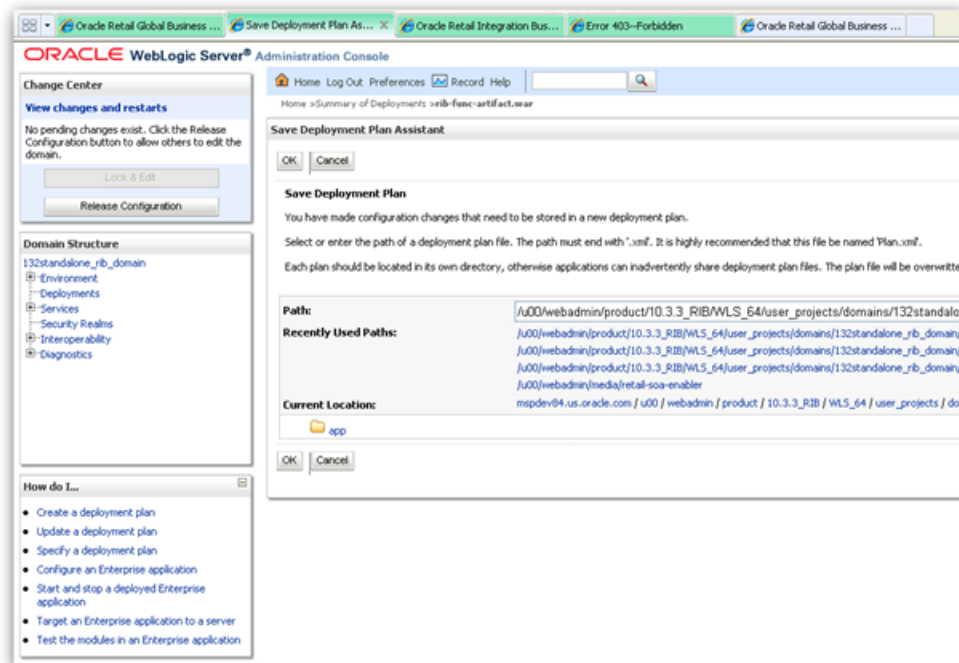 Oracle Retail Global Business ...
Save Deployment Plan As...
Oracle Retail Integration Bus...
Error 403--Forbidden
Oracle Retail Global Business ...
ORACLE WebLogic Server® Administration Console
Change Center
View changes and restarts
No pending changes exist. Click the Release
Configuration button to allow others to edit the
domain.
Lock & Edit
Release Configuration
Domain Structure
132standalone_rib_domain
Environment
Deployments
Services
Security Realms
Interoperability
Diagnostics
How do I...
Create a deployment plan
Update a deployment plan
Specify a deployment plan
Configure an Enterprise application
Start and stop a deployed Enterprise
application
Target an Enterprise application to a server
Test the modules in an Enterprise application
Home Log Out Preferences Record Help
Home >Summary of Deployments >rib-func-artifact.war
Save Deployment Plan Assistant
OK Cancel
Save Deployment Plan
You have made configuration changes that need to be stored in a new deployment plan.
Select or enter the path of a deployment plan file. The path must end with '.xml'. It is highly recommended that this file be named 'Plan.xml'.
Each plan should be located in its own directory, otherwise applications can inadvertently share deployment plan files. The plan file will be overwritte
Path: /u00/webadmin/product/10.3.3_RIB/WLS_64/user_projects/domains/132standalo
Recently Used Paths: /u00/webadmin/product/10.3.3_RIB/WLS_64/user_projects/domains/132standalone_rib_domain/
/u00/webadmin/product/10.3.3_RIB/WLS_64/user_projects/domains/132standalone_rib_domain/
/u00/webadmin/product/10.3.3_RIB/WLS_64/user_projects/domains/132standalone_rib_domain/
/u00/webadmin/media/retail-soa-enabler
Current Location: mspdev84.us.oracle.com / u00 / webadmin / product / 10.3.3_RIB / WLS_64 / user_projects / do
app
OK Cancel